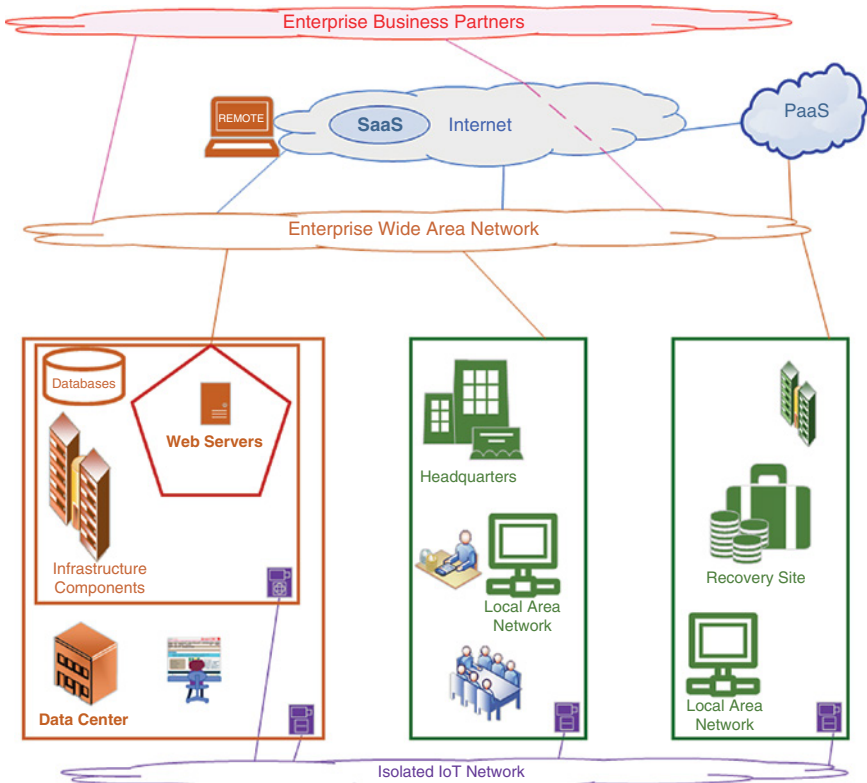 Enterprise Business Partners
REMOTE
SaaS
Internet
PaaS
Enterprise Wide Area Network
Databases
Web Servers
Infrastructure
Components
Data Center
Headquarters
Local Area
Network
Recovery Site
Local Area
Network
Isolated IoT Network